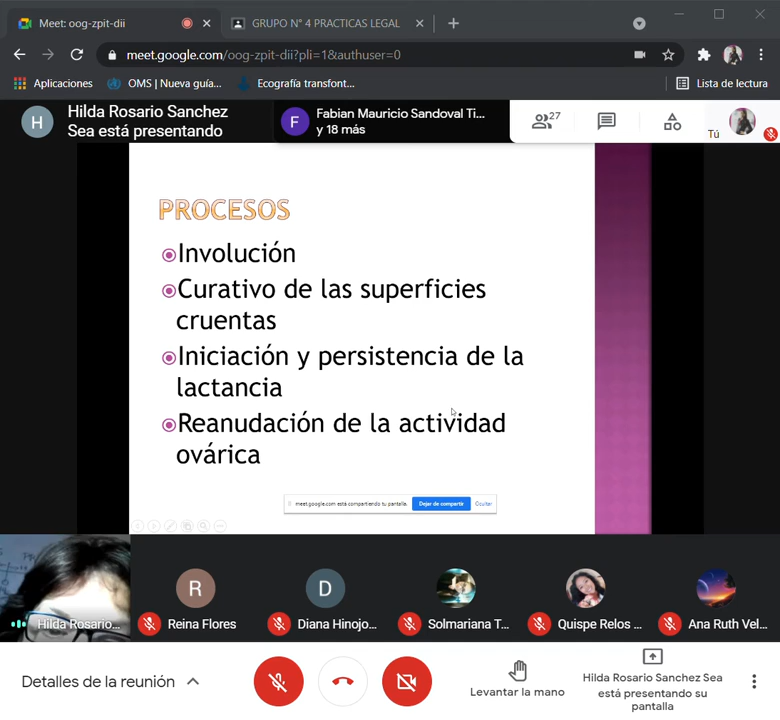 Meet: oog-zpit-dii
GRUPO N° 4 PRACTICAS LEGAL
meet.google.com/oog-zpit-dii?pli=1&authuser=0
Aplicaciones
OMS | Nueva guía...
Ecografía transfont...
Lista de lectura
H
Hilda Rosario Sanchez
Sea está presentando
F
Fabian Mauricio Sandoval Ti...
y 18 más
27
Tú
PROCESOS
Involución
Curativo de las superficies
cruentas
Iniciación y persistencia de la
lactancia
Reanudación de la actividad
ovárica
meet.google.com está compartiendo tu pantalla.
Dejar de compartir
Ocultar
Hilda Rosario...
R
Reina Flores
D
Diana Hinojo...
Solmariana T...
Quispe Relos ...
Ana Ruth Vel...
Detalles de la reunión
Levantar la mano
Hilda Rosario Sanchez Sea
está presentando su
pantalla